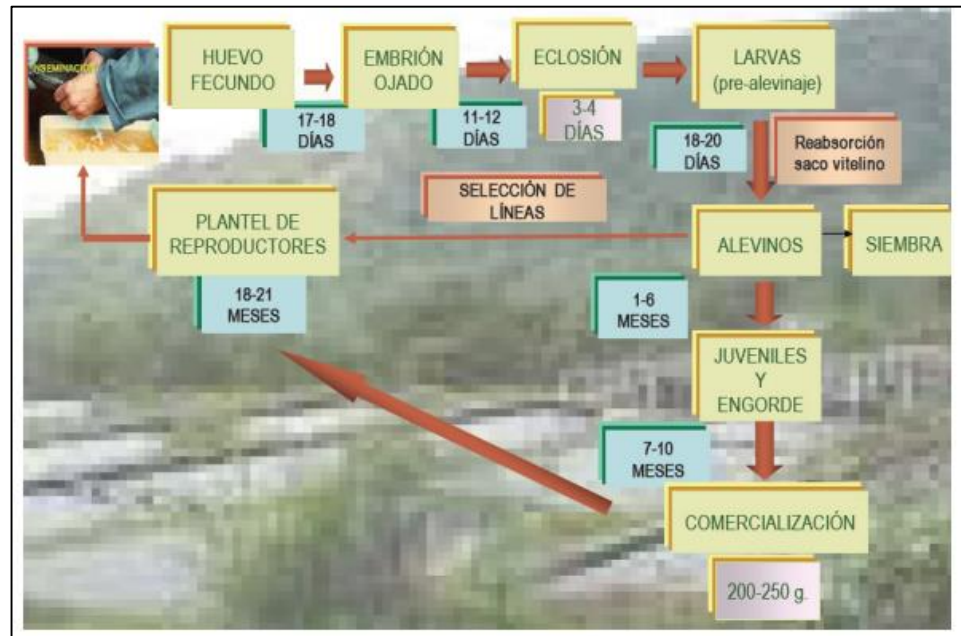 INSEMINACIÓN
HUEVO
FECUNDO
17-18
DÍAS
EMBRIÓN
OJADO
11-12
DÍAS
ECLOSIÓN
3-4
DÍAS
LARVAS
(pre-alevinaje)
18-20
DÍAS
Reabsorción
saco vitelino
SELECCIÓN DE
LÍNEAS
PLANTEL DE
REPRODUCTORES
18-21
MESES
ALEVINOS
SIEMBRA
1-6
MESES
JUVENILES
Y
ENGORDE
7-10
MESES
COMERCIALIZACIÓN
200-250 g.